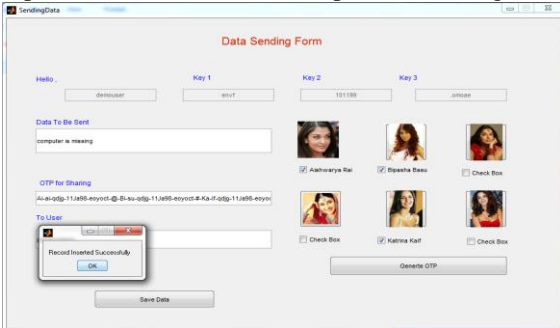 SendingData
Data Sending Form
Hello , Key 1 Key 2 Key 3
demouser envf 191199
Data To Be Sent
computer is missing
Aishwarya Rai Bipasha Basu Check Box
OTP for Sharing
To User
Check Box Katrina Kaif Check Box
Record Inserted Successfully
OK
Generte OTP
Save Data